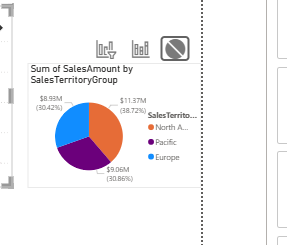 Sum of SalesAmount by
SalesTerritoryGroup
$8.93M
(30.42%)
$11.37M
(38.72%)
$9.06M
(30.86%)
SalesTerrito...
North A...
Pacific
Europe